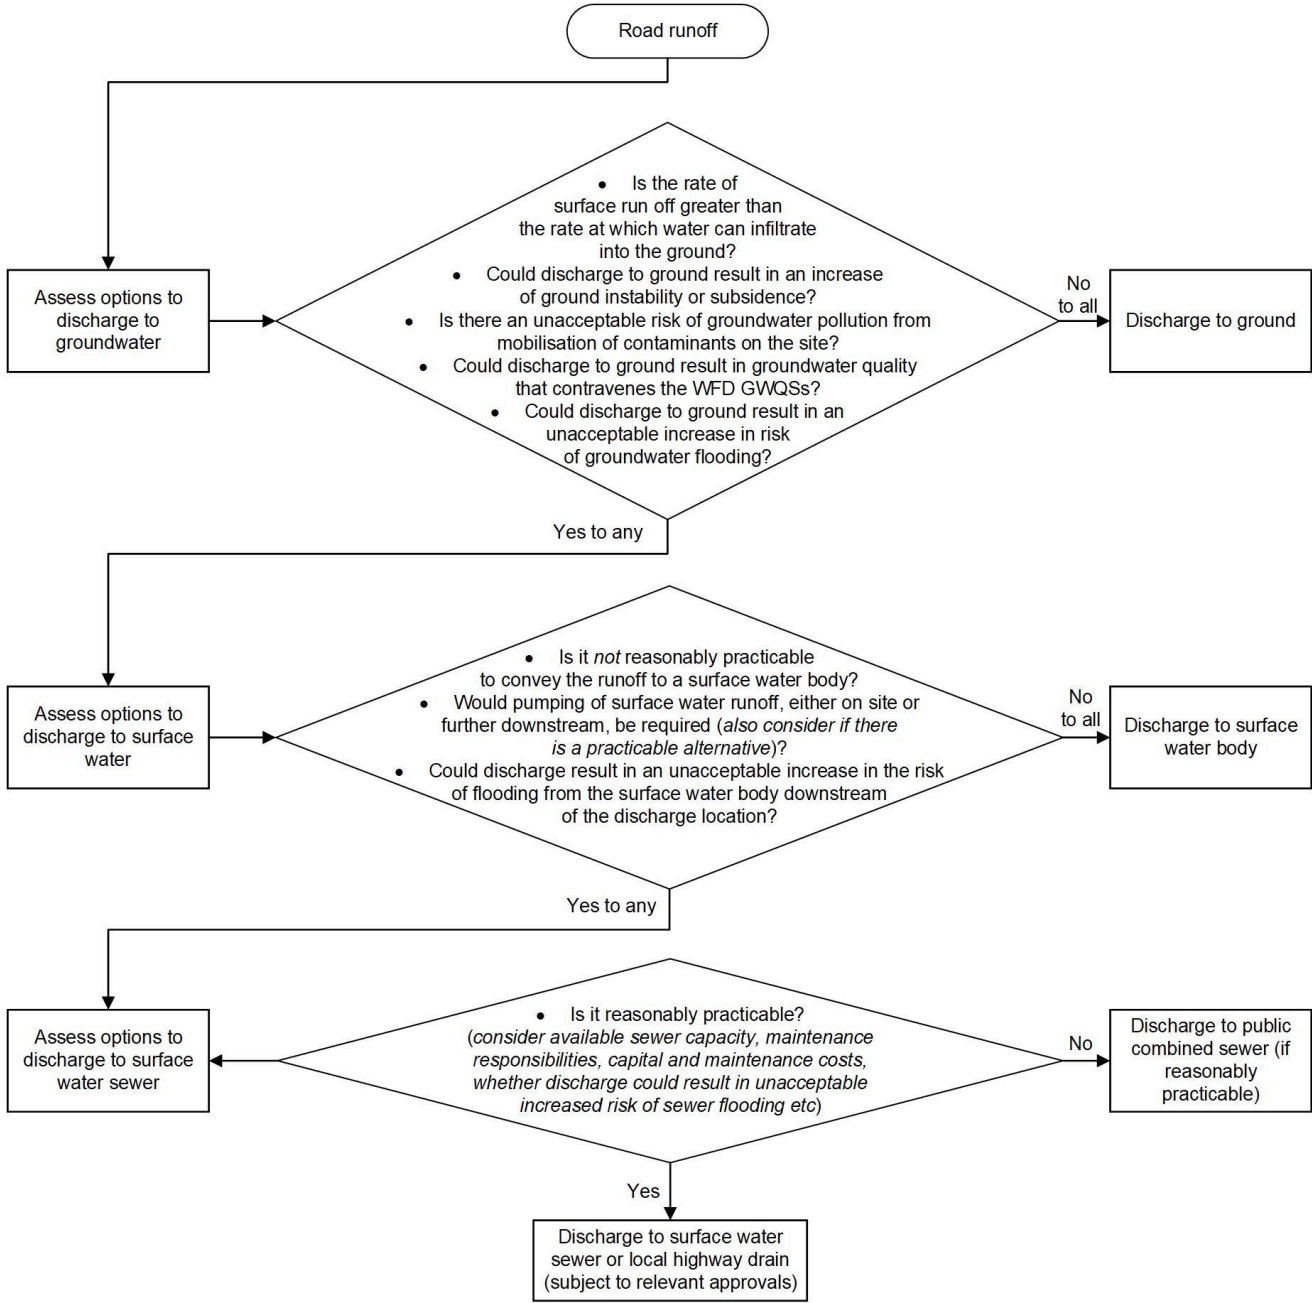 Road runoff
• Is the rate of
surface run off greater than
the rate at which water can infiltrate
into the ground?
• Could discharge to ground result in an increase
of ground instability or subsidence?
• Is there an unacceptable risk of groundwater pollution from
mobilisation of contaminants on the site?
• Could discharge to ground result in groundwater quality
that contravenes the WFD GWQSs?
• Could discharge to ground result in an
unacceptable increase in risk
of groundwater flooding?
Assess options to
discharge to
groundwater
No
to all
Discharge to ground
Yes to any
• Is it not reasonably practicable
to convey the runoff to a surface water body?
• Would pumping of surface water runoff, either on site or
further downstream, be required (also consider if there
is a practicable alternative)?
• Could discharge result in an unacceptable increase in the risk
of flooding from the surface water body downstream
of the discharge location?
Assess options to
discharge to surface
water
No
to all
Discharge to surface
water body
Yes to any
• Is it reasonably practicable?
(consider available sewer capacity, maintenance
responsibilities, capital and maintenance costs,
whether discharge could result in unacceptable
increased risk of sewer flooding etc)
Assess options to
discharge to surface
water sewer
No
Discharge to public
combined sewer (if
reasonably
practicable)
Yes
Discharge to surface water
sewer or local highway drain
(subject to relevant approvals)